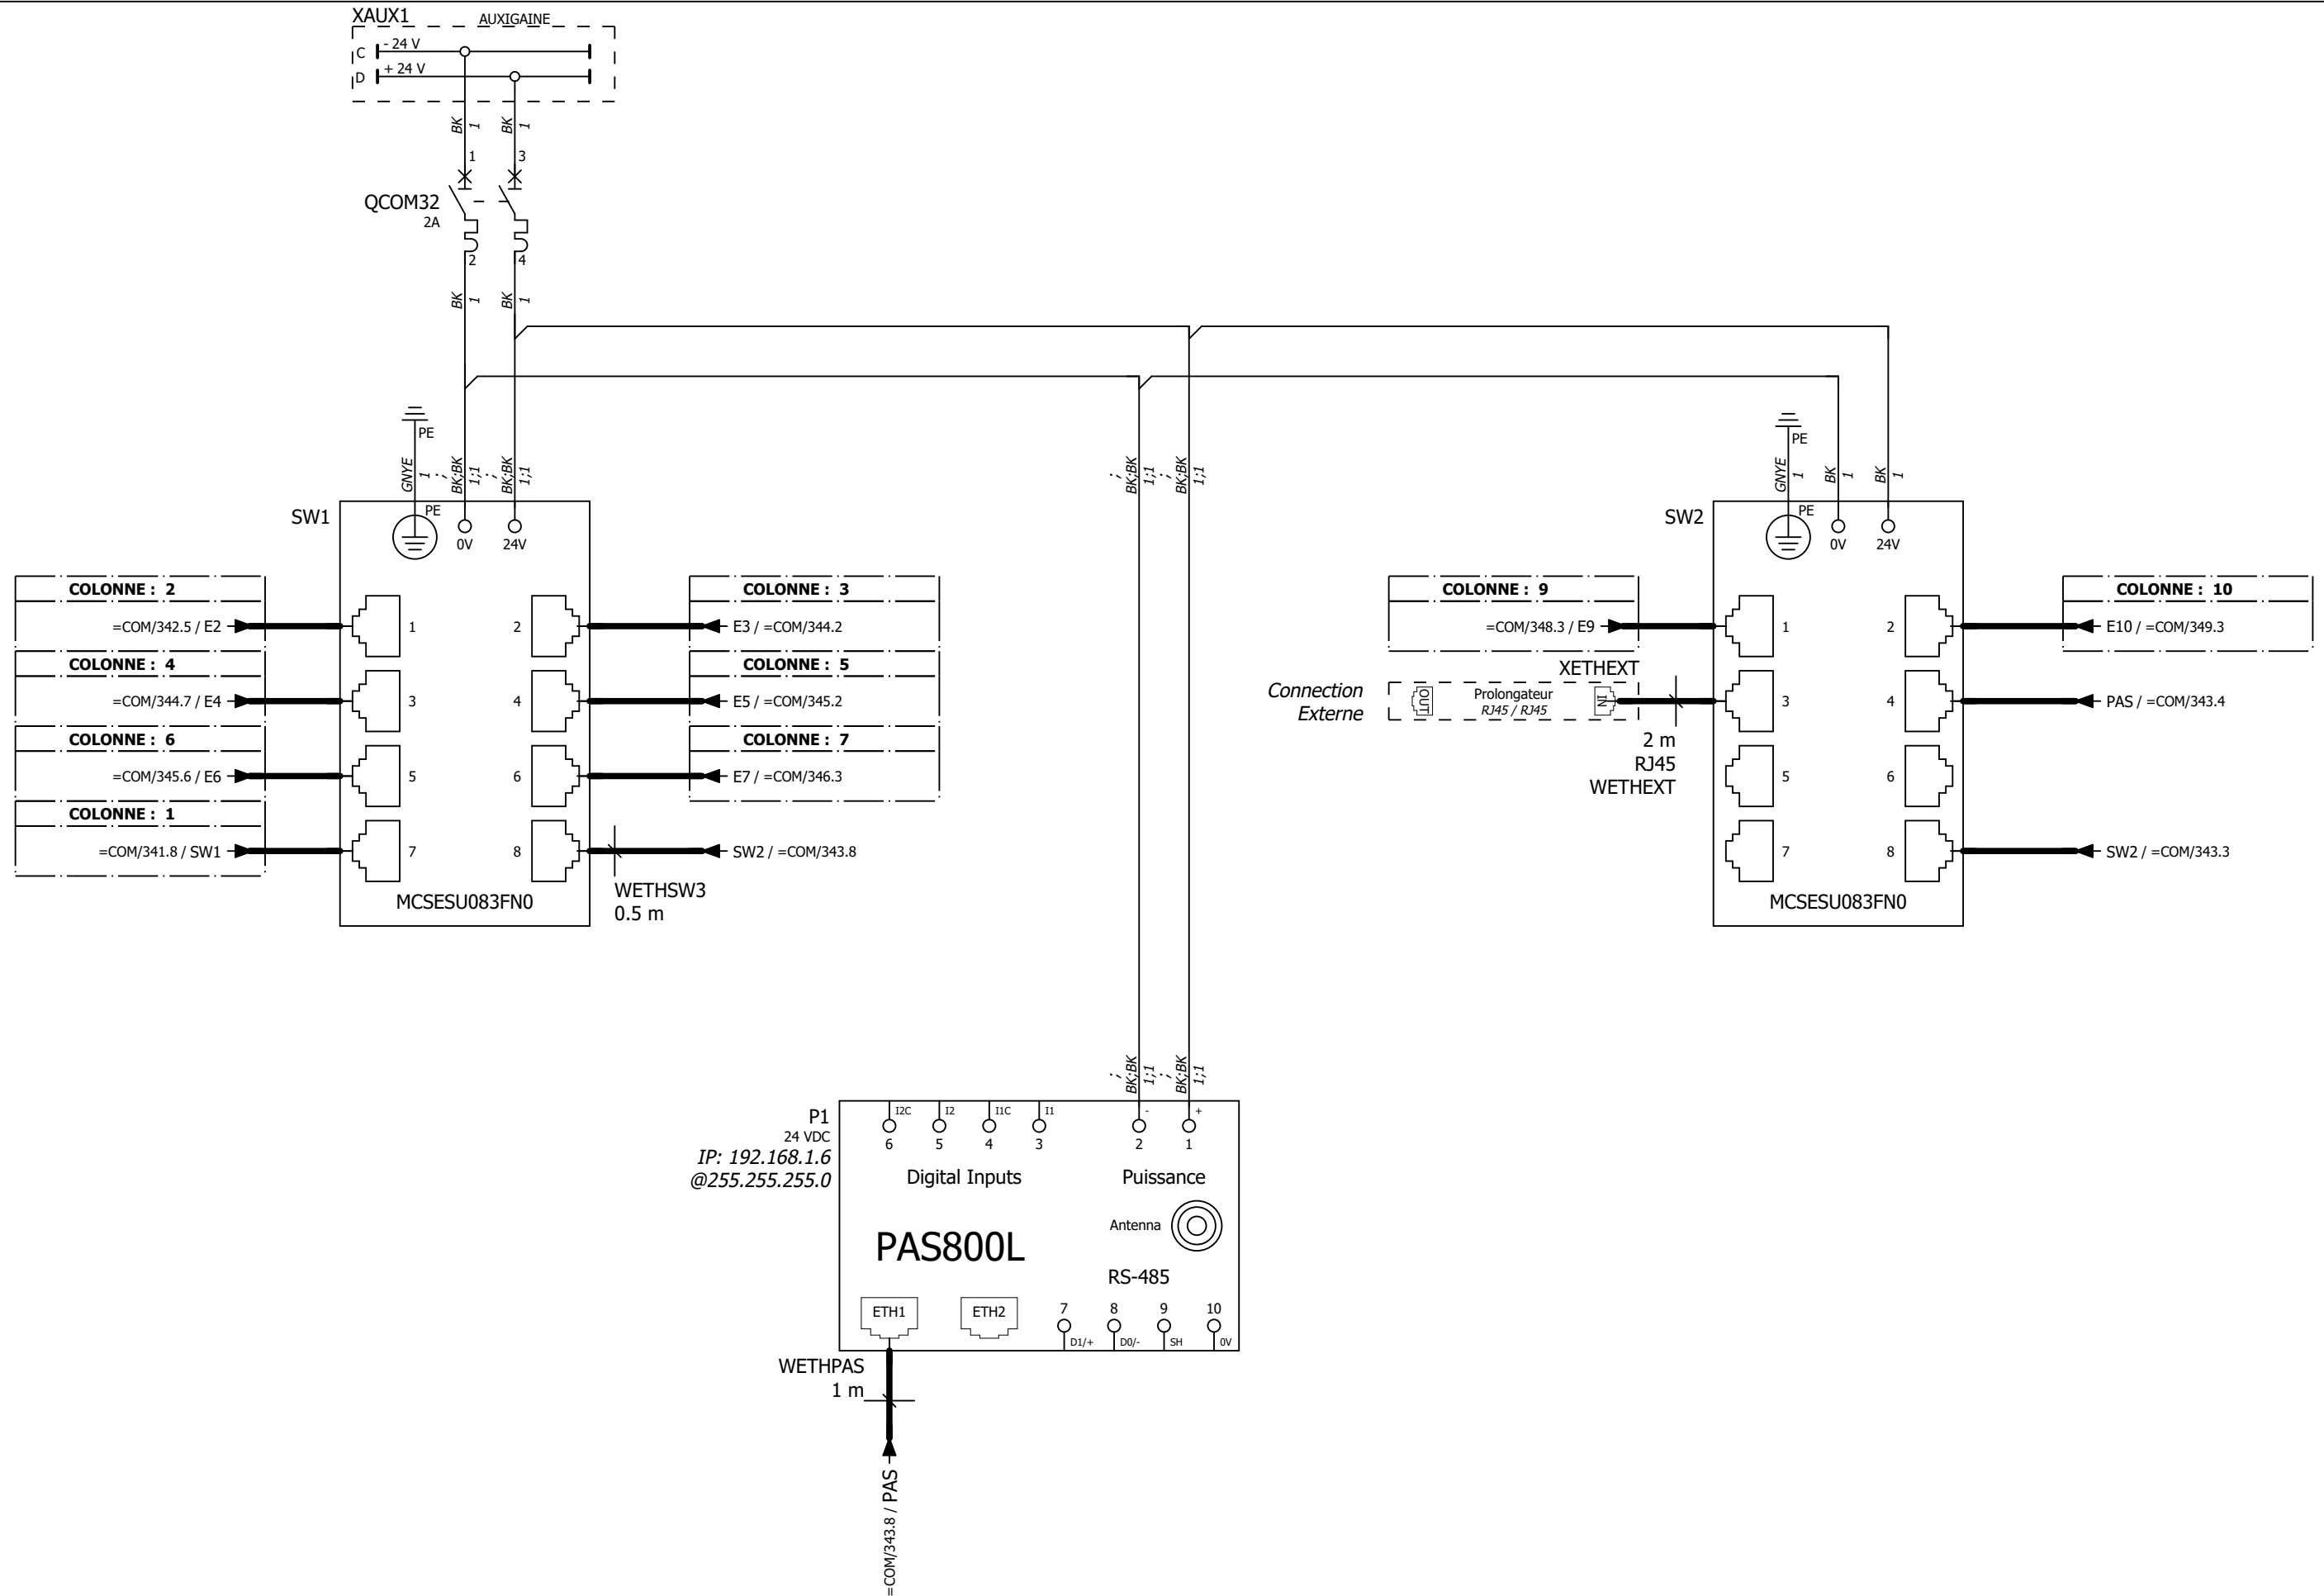 XAUX1
AUXIGAINE
C
- 24 V
D
+ 24 V
BK
1
BK
1
1
3
QCOM32
2A
2
4
BK
1
BK
1
PE
GNYE
1
BK;BK
1;1
BK;BK
1;1
BK;BK
1;1
BK;BK
1;1
PE
GNYE
1
BK
1
BK
1
SW1
PE
0V
24V
COLONNE : 2
=COM/342.5 / E2
1
2
COLONNE : 3
E3 / =COM/344.2
COLONNE : 4
=COM/344.7 / E4
3
4
COLONNE : 5
E5 / =COM/345.2
COLONNE : 6
=COM/345.6 / E6
5
6
COLONNE : 7
E7 / =COM/346.3
COLONNE : 1
=COM/341.8 / SW1
7
8
SW2 / =COM/343.8
WETHSW3
0.5 m
MCSESU083FN0
SW2
PE
0V
24V
COLONNE : 9
=COM/348.3 / E9
1
2
COLONNE : 10
E10 / =COM/349.3
XETHEXT
Connection
Externe
OUT
Prolongateur
RJ45 / RJ45
IN
3
4
PAS / =COM/343.4
2 m
RJ45
WETHEXT
5
6
7
8
SW2 / =COM/343.3
MCSESU083FN0
BK;BK
1;1
BK;BK
1;1
P1
24 VDC
IP: 192.168.1.6
@255.255.255.0
I2C
I2
I1C
I1
-
+
6
5
4
3
2
1
Digital Inputs
Puissance
Antenna
PAS800L
RS-485
ETH1
ETH2
7
8
9
10
D1/+
D0/-
SH
0V
WETHPAS
1 m
=COM/343.8 / PAS